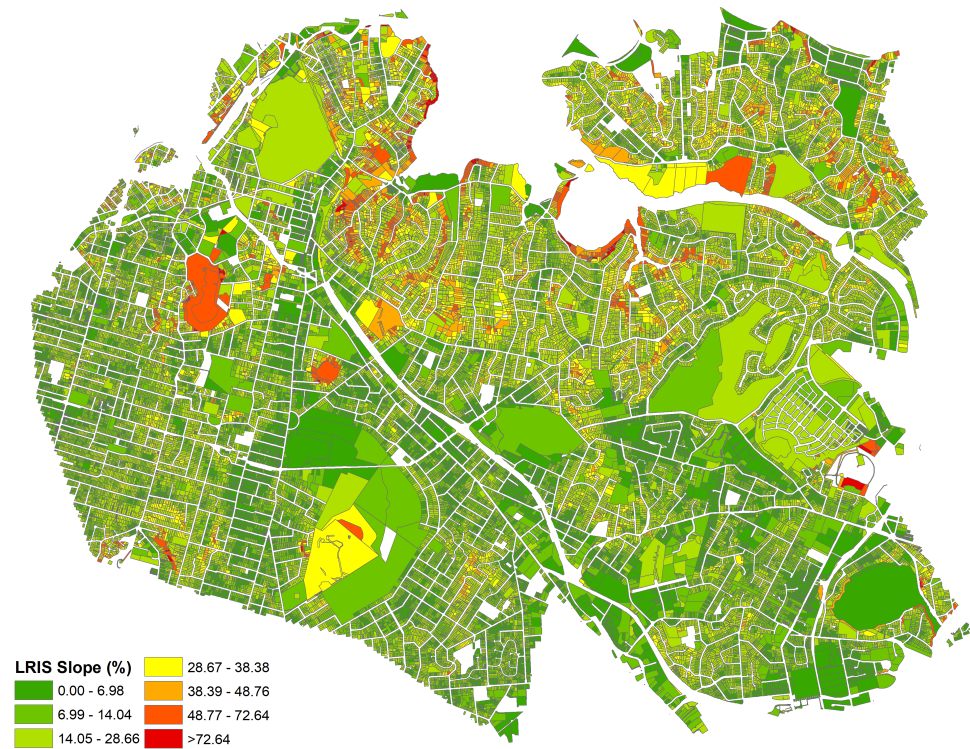 LRIS Slope (%)
0.00 - 6.98
6.99 - 14.04
14.05 - 28.66
28.67 - 38.38
38.39 - 48.76
48.77 - 72.64
>72.64